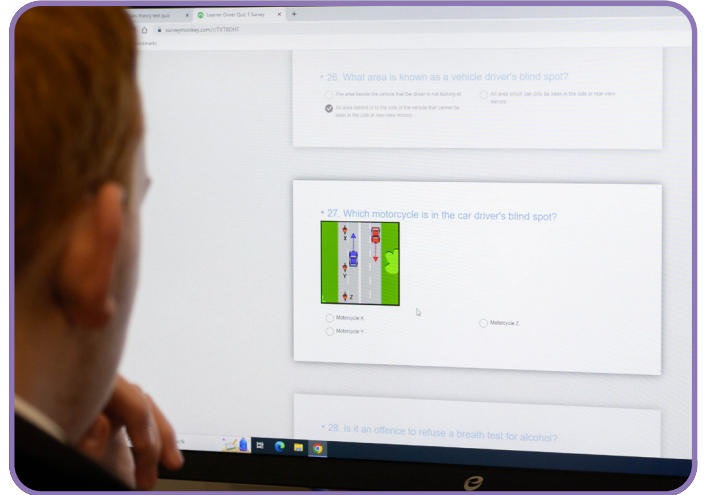 theory test quiz
Learner Driver Quiz 1 Survey
+
surveymonkey.com/r/TVT8DH7
* 26. What area is known as a vehicle driver's blind spot?
The area beside the vehicle that the driver is not looking at
An area which can only be seen in the side or rear view
mirrors
An area behind or to the side of the vehicle that cannot be
seen in the side or rear-view mirrors
* 27. Which motorcycle is in the car driver's blind spot?
X
Y
Z
Motorcycle X
Motorcycle Z
Motorcycle Y
* 28. Is it an offence to refuse a breath test for alcohol?